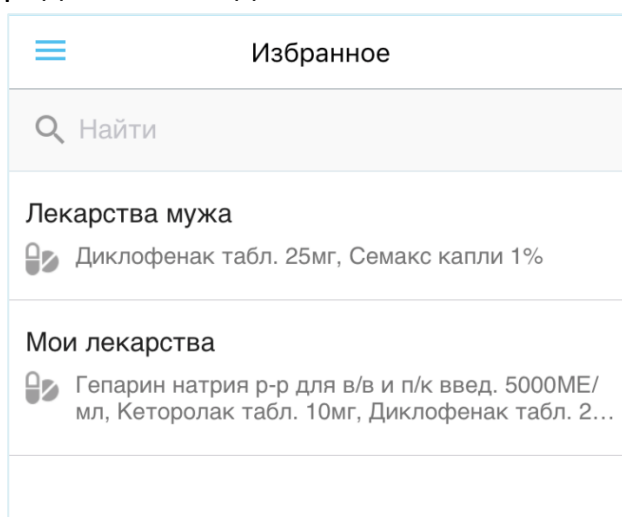 Избранное
Найти
Лекарства мужа
Диклофенак табл. 25мг, Семакс капли 1%
Мои лекарства
Гепарин натрия р-р для в/в и п/к введ. 5000МЕ/
мл, Кеторолак табл. 10мг, Диклофенак табл. 2...